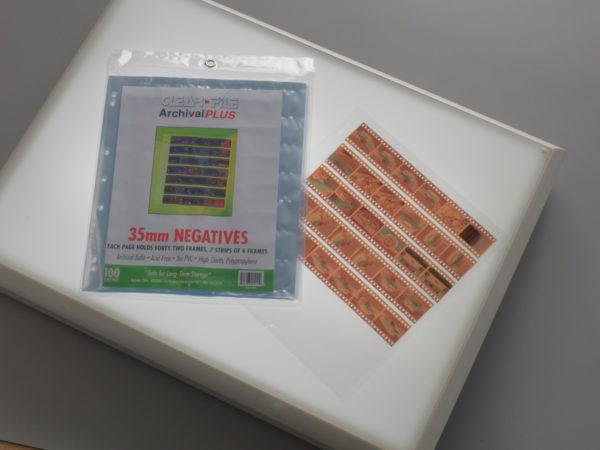 CLEAR FILE
ArchivalPLUS™
35mm NEGATIVES
EACH PAGE HOLDS FORTY TWO FRAMES, 7 STRIPS OF 6 FRAMES
Archival Safe • Acid Free • No PVC • High Clarity Polypropylene
100
"Safe for Long-Term Storage"